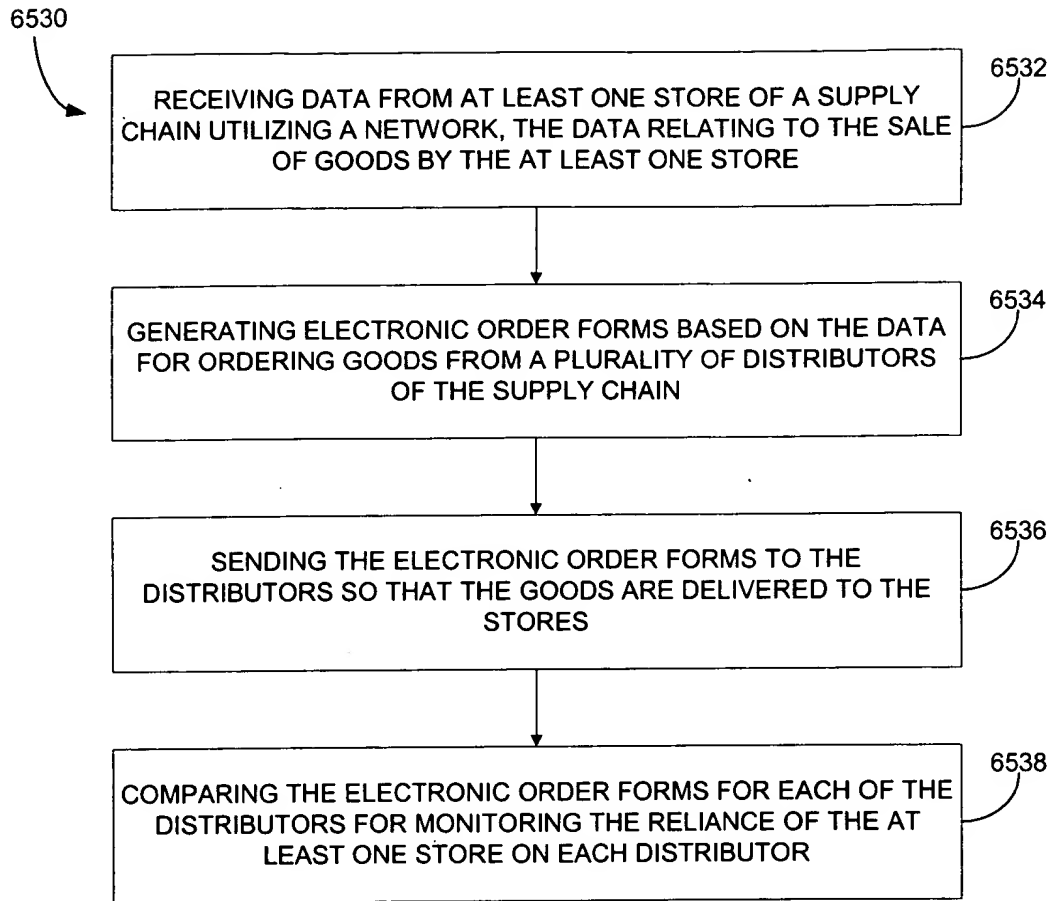 6530
6532
RECEIVING DATA FROM AT LEAST ONE STORE OF A SUPPLY
CHAIN UTILIZING A NETWORK, THE DATA RELATING TO THE SALE
OF GOODS BY THE AT LEAST ONE STORE
6534
GENERATING ELECTRONIC ORDER FORMS BASED ON THE DATA
FOR ORDERING GOODS FROM A PLURALITY OF DISTRIBUTORS
OF THE SUPPLY CHAIN
6536
SENDING THE ELECTRONIC ORDER FORMS TO THE
DISTRIBUTORS SO THAT THE GOODS ARE DELIVERED TO THE
STORES
6538
COMPARING THE ELECTRONIC ORDER FORMS FOR EACH OF THE
DISTRIBUTORS FOR MONITORING THE RELIANCE OF THE AT
LEAST ONE STORE ON EACH DISTRIBUTOR